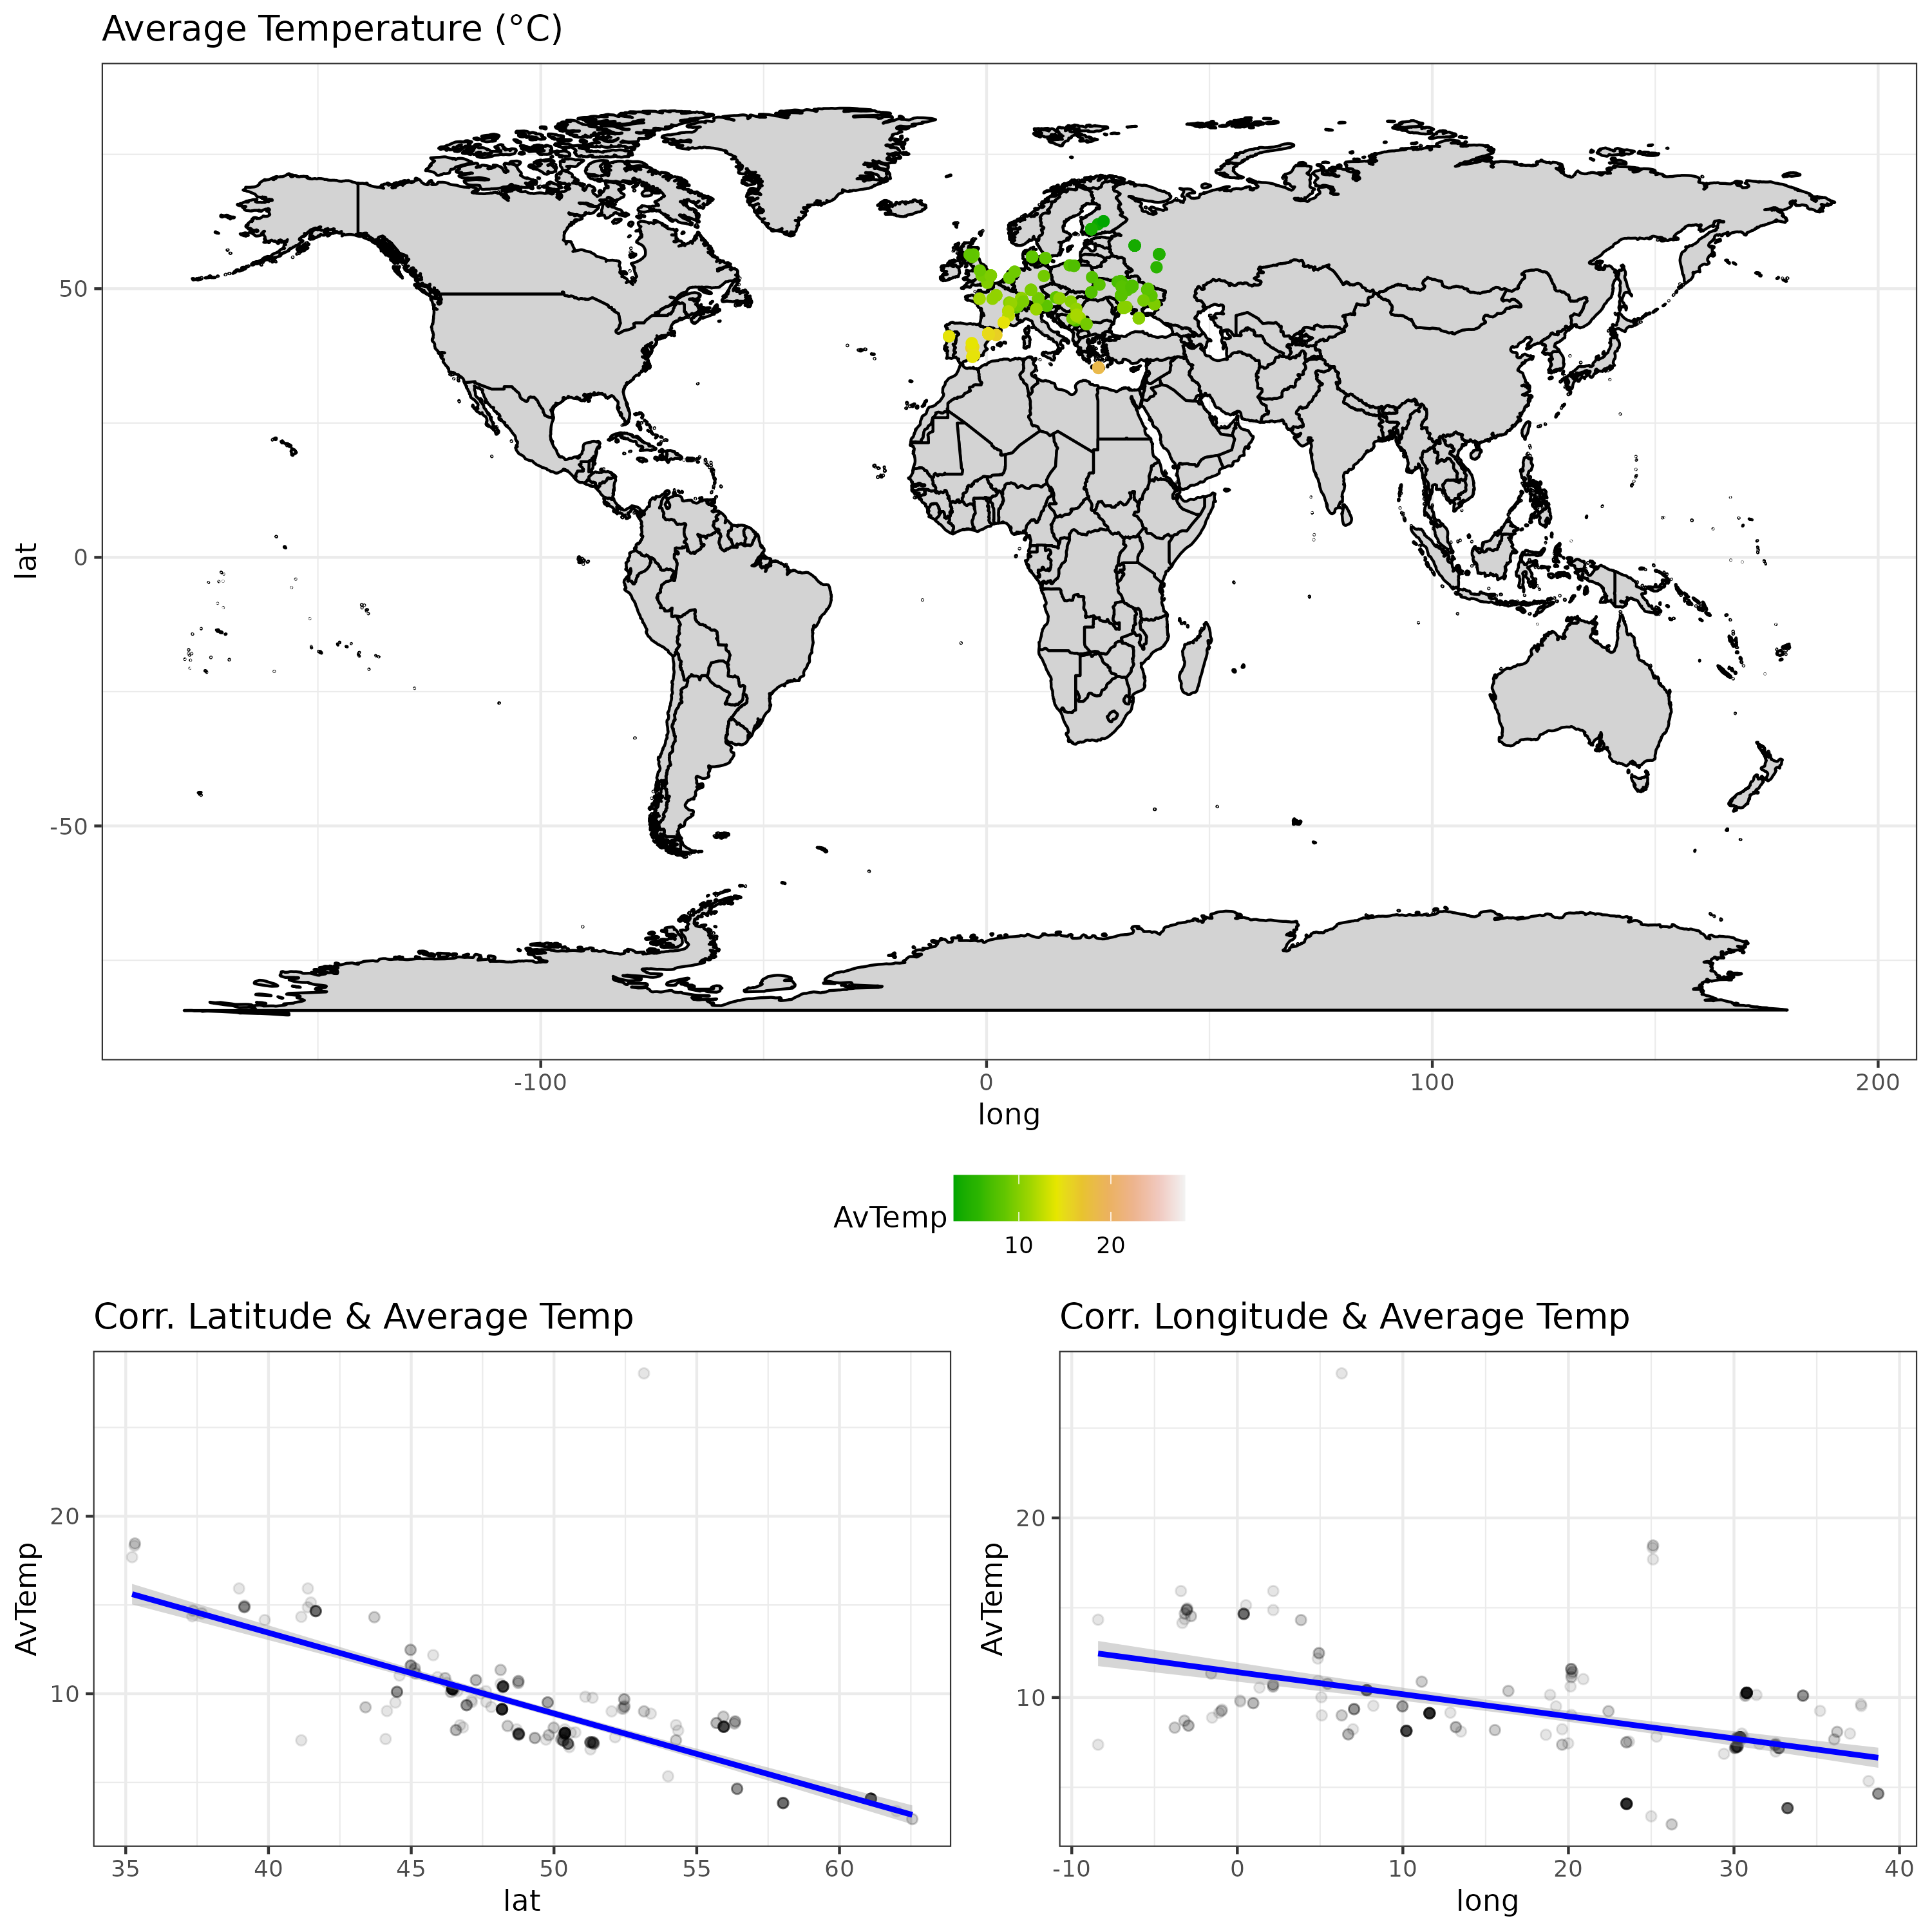 Average Temperature (°C)
lat
50
0
-50
-100 0 100 200
long
AvTemp
10 20
Corr. Latitude & Average Temp
AvTemp
20
10
35 40 45 50 55 60
lat
Corr. Longitude & Average Temp
AvTemp
20
10
-10 0 10 20 30 40
long